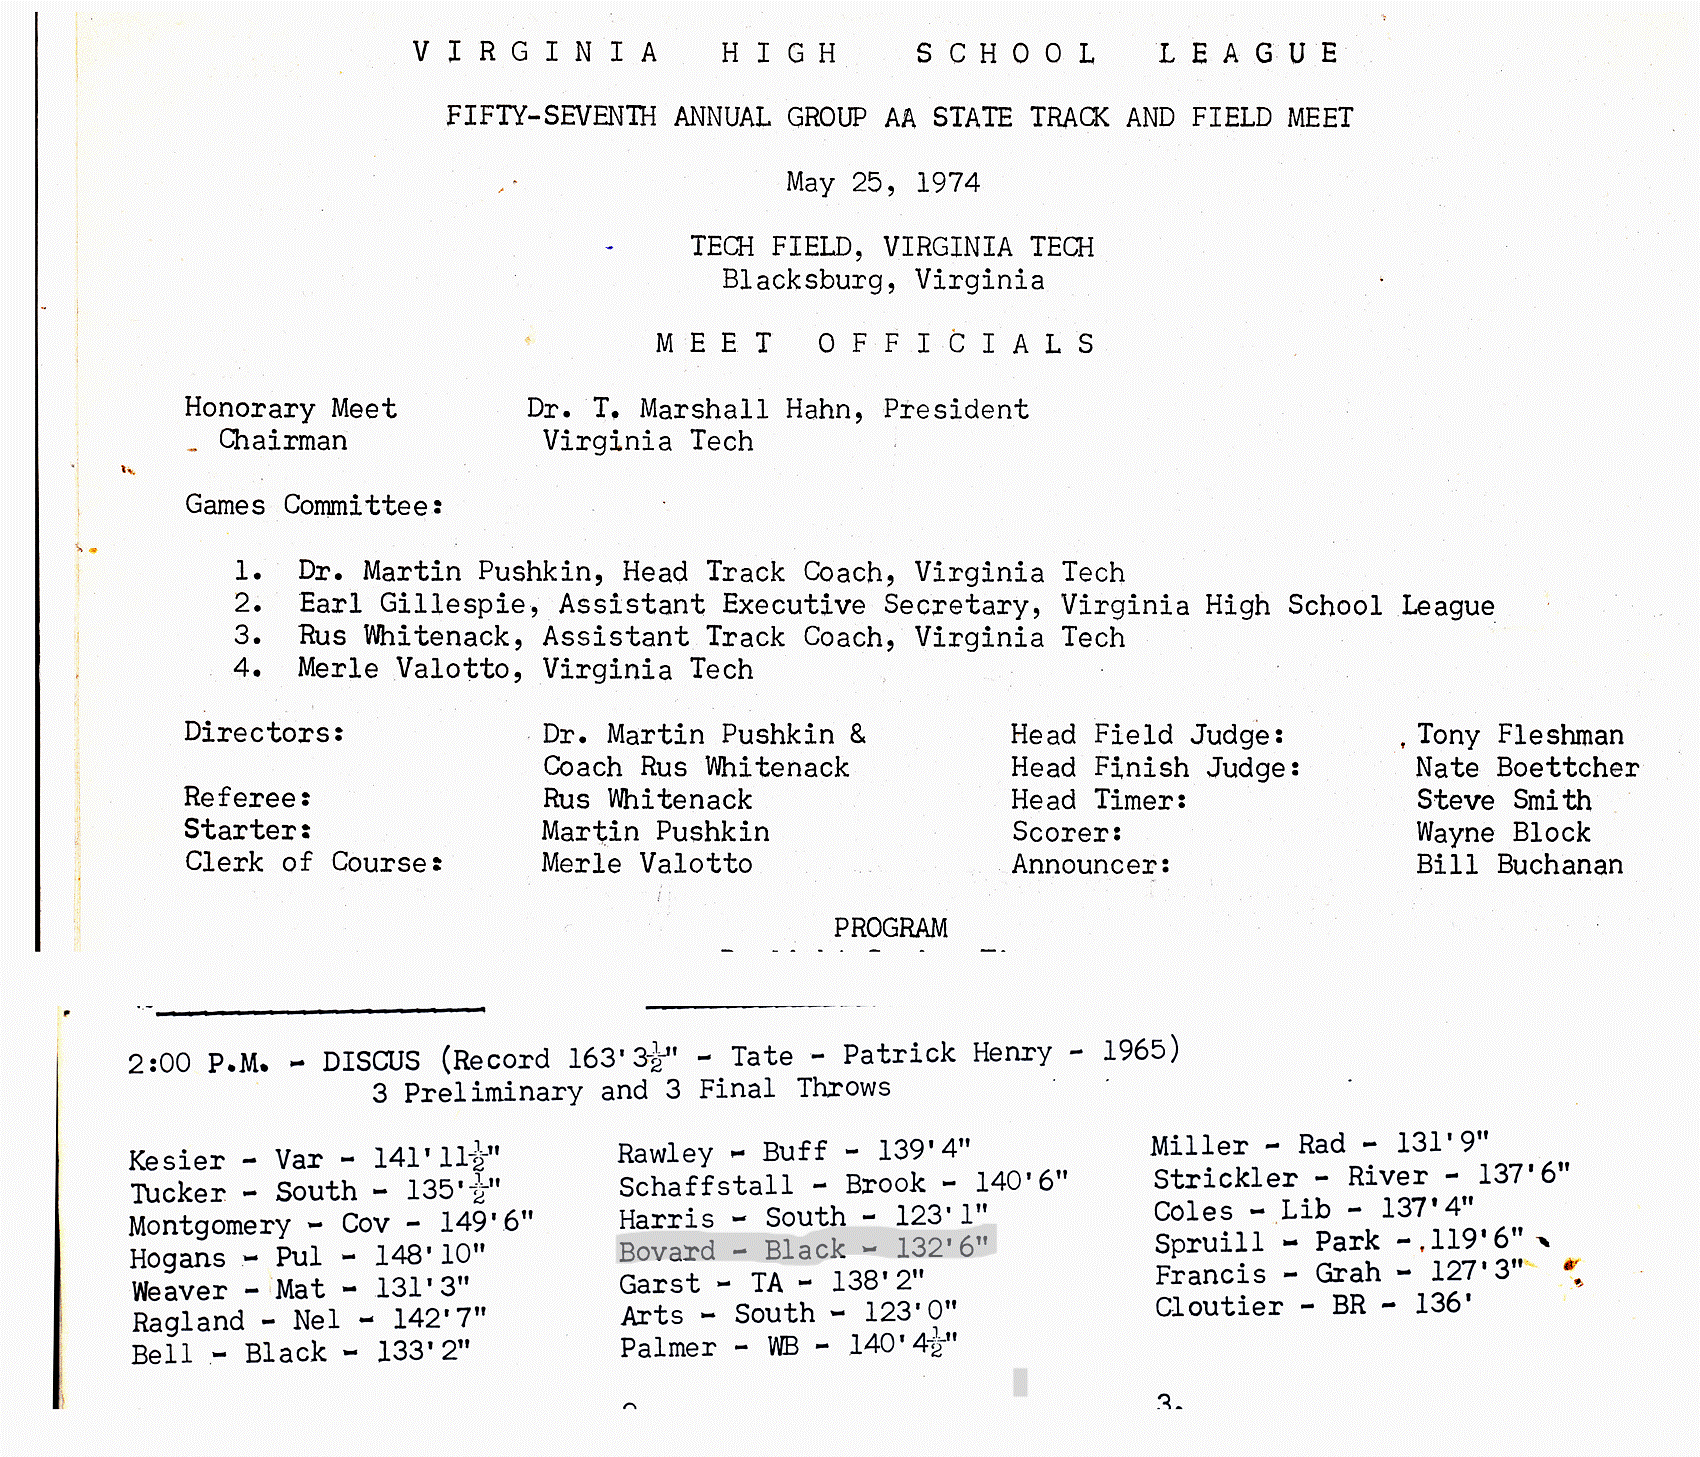 VIRGINIA HIGH SCHOOL LEAGUE
FIFTY-SEVENTH ANNUAL GROUP AA STATE TRACK AND FIELD MEET
May 25, 1974
TECH FIELD, VIRGINIA TECH
Blacksburg, Virginia
MEET OFFICIALS
Honorary Meet Dr. T. Marshall Hahn, President
Chairman Virginia Tech
Games Committee:
1. Dr. Martin Pushkin, Head Track Coach, Virginia Tech
2. Earl Gillespie, Assistant Executive Secretary, Virginia High School League
3. Rus Whitenack, Assistant Track Coach, Virginia Tech
4. Merle Valotto, Virginia Tech
Directors: Dr. Martin Pushkin & Head Field Judge: Tony Fleshman
Coach Rus Whitenack Head Finish Judge: Nate Boettcher
Referee: Rus Whitenack Head Timer: Steve Smith
Starter: Martin Pushkin Scorer: Wayne Block
Clerk of Course: Merle Valotto Announcer: Bill Buchanan
PROGRAM
2:00 P.M. - DISCUS (Record 163'3½" - Tate - Patrick Henry - 1965)
3 Preliminary and 3 Final Throws
Kesier - Var - 141'11½" Rawley - Buff - 139'4" Miller - Rad - 131'9"
Tucker - South - 135'½" Schaffstall - Brook - 140'6" Strickler - River - 137'6"
Montgomery - Cov - 149'6" Harris - South - 123'1" Coles - Lib - 137'4"
Hogans - Pul - 148'10" Bovard - Black - 132'6" Spruill - Park - 119'6"
Weaver - Mat - 131'3" Garst - TA - 138'2" Francis - Grah - 127'3"
Ragland - Nel - 142'7" Arts - South - 123'0" Cloutier - BR - 136'
Bell - Black - 133'2" Palmer - WB - 140'4½"
3.